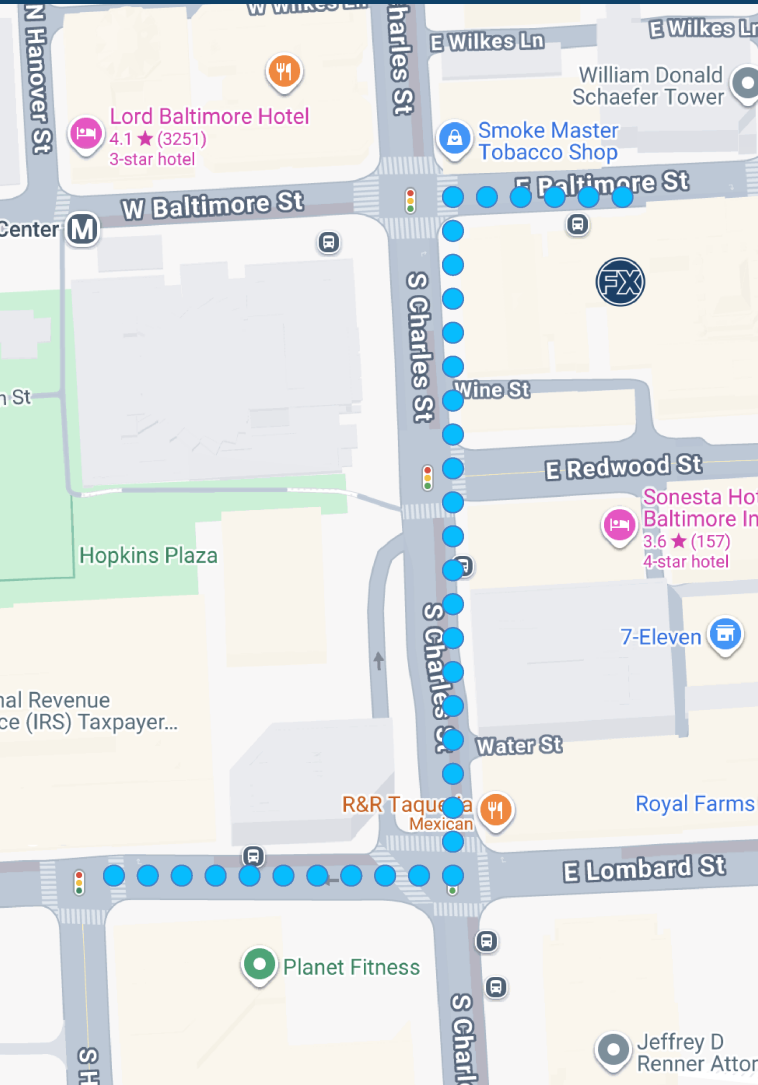 W Wilkes Ln
N Hanover St
Charles St
E Wilkes Ln
E Wilkes Ln
William Donald
Schaefer Tower
Lord Baltimore Hotel
4.1 ★ (3251)
3-star hotel
Smoke Master
Tobacco Shop
E Baltimore St
W Baltimore St
Center
M
FX
S Charles St
Wine St
n St
E Redwood St
Sonesta Hot
Baltimore In
3.6 ★ (157)
4-star hotel
Hopkins Plaza
S Charles St
7-Eleven
nal Revenue
ce (IRS) Taxpayer...
Water St
R&R Taqueria
Mexican
Royal Farms
E Lombard St
Planet Fitness
S Charl
Jeffrey D
Renner Attor
S H